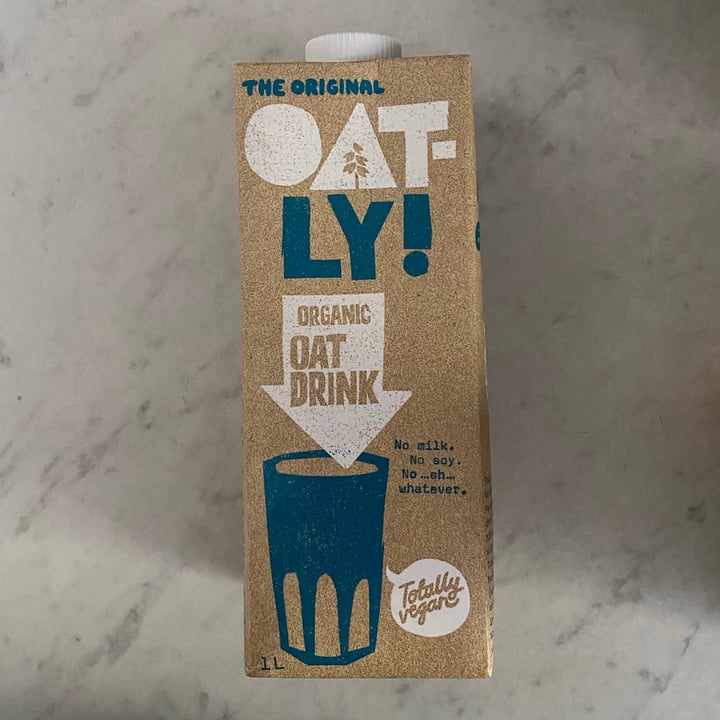 THE ORIGINAL
OAT-
LY!
ORGANIC
OAT
DRINK
No milk.
No soy.
No ...eh...
whatever.
Totally
vegan
1L